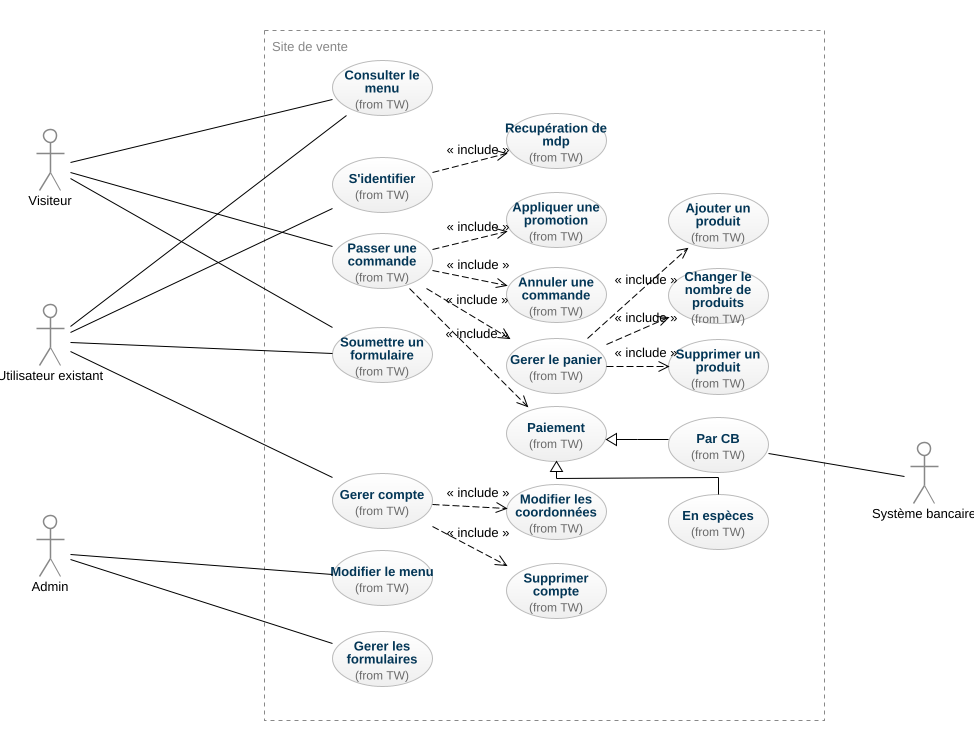 Site de vente
Consulter le
menu
(from TW)
Recupération de
mdp
(from TW)
« include »
S'identifier
(from TW)
Visiteur
Appliquer une
promotion
(from TW)
« include »
Ajouter un
produit
(from TW)
Passer une
commande
(from TW)
« include »
Annuler une
commande
(from TW)
« include »
« include »
Changer le
nombre de
produits
(from TW)
« include »
« include »
« include »
Soumettre un
formulaire
(from TW)
Gerer le panier
(from TW)
« include »
Supprimer un
produit
(from TW)
Utilisateur existant
Paiement
(from TW)
Par CB
(from TW)
Gerer compte
(from TW)
« include »
Modifier les
coordonnées
(from TW)
En espèces
(from TW)
Système bancaire
« include »
Modifier le menu
(from TW)
Supprimer
compte
(from TW)
Admin
Gerer les
formulaires
(from TW)